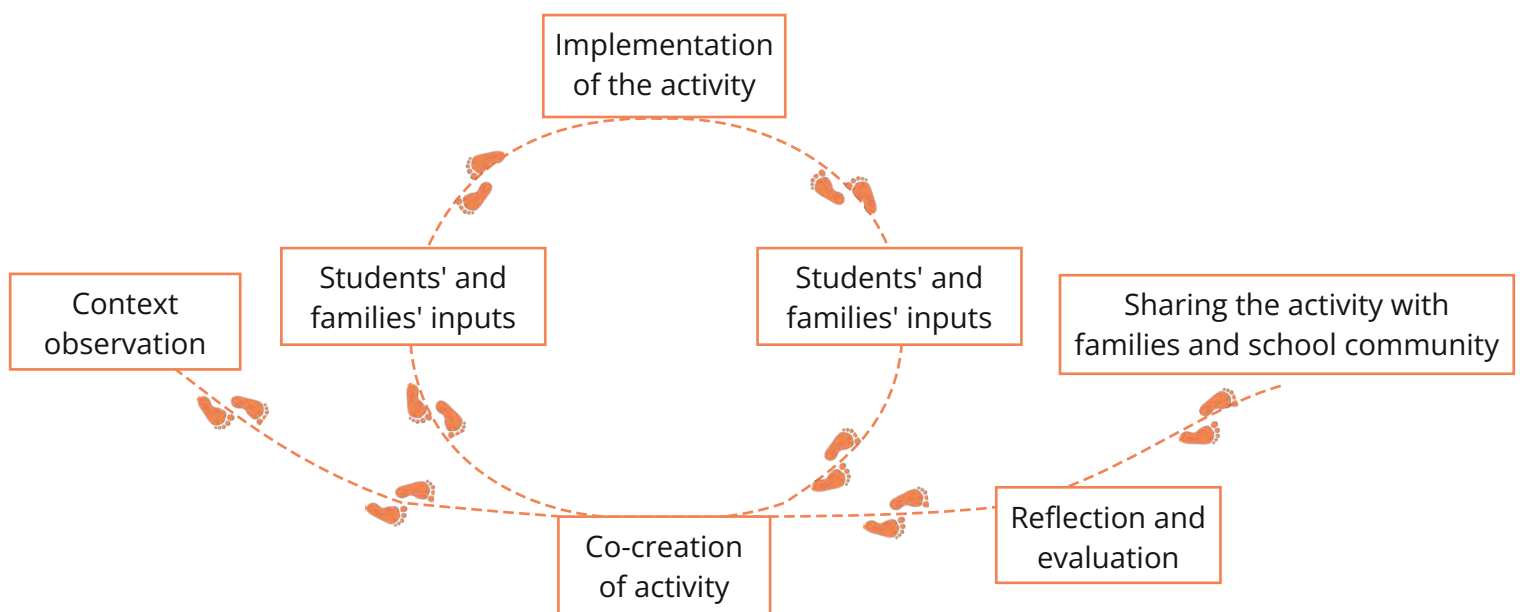 Implementation
of the activity
Students' and
families' inputs
Students' and
families' inputs
Context
observation
Sharing the activity with
families and school community
Co-creation
of activity
Reflection and
evaluation